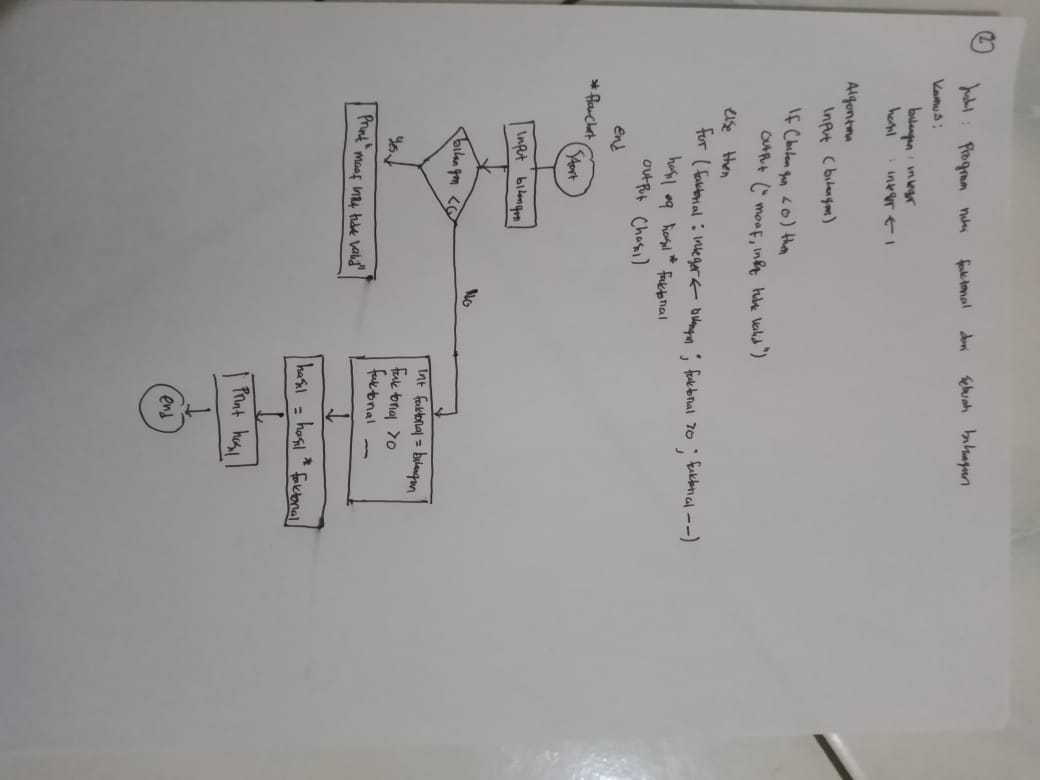 2
Judul : Program nilai faktorial dari sebuah bilangan
Kamus :
bilangan : integer
hasil : integer ← 1
Algoritma
Input (bilangan)
If (bilangan < 0) then
output (" maaf, input tidak valid")
else then
for (faktorial : integer ← bilangan ; faktorial > 0 ; faktorial --)
hasil eq hasil * faktorial
output (hasil)
end
* flowchart
Start
Input bilangan
bilangan < 0
No
Yes
Print "maaf input tidak valid"
Int faktorial = bilangan
faktorial > 0
faktorial __
hasil = hasil * faktorial
Print hasil
end